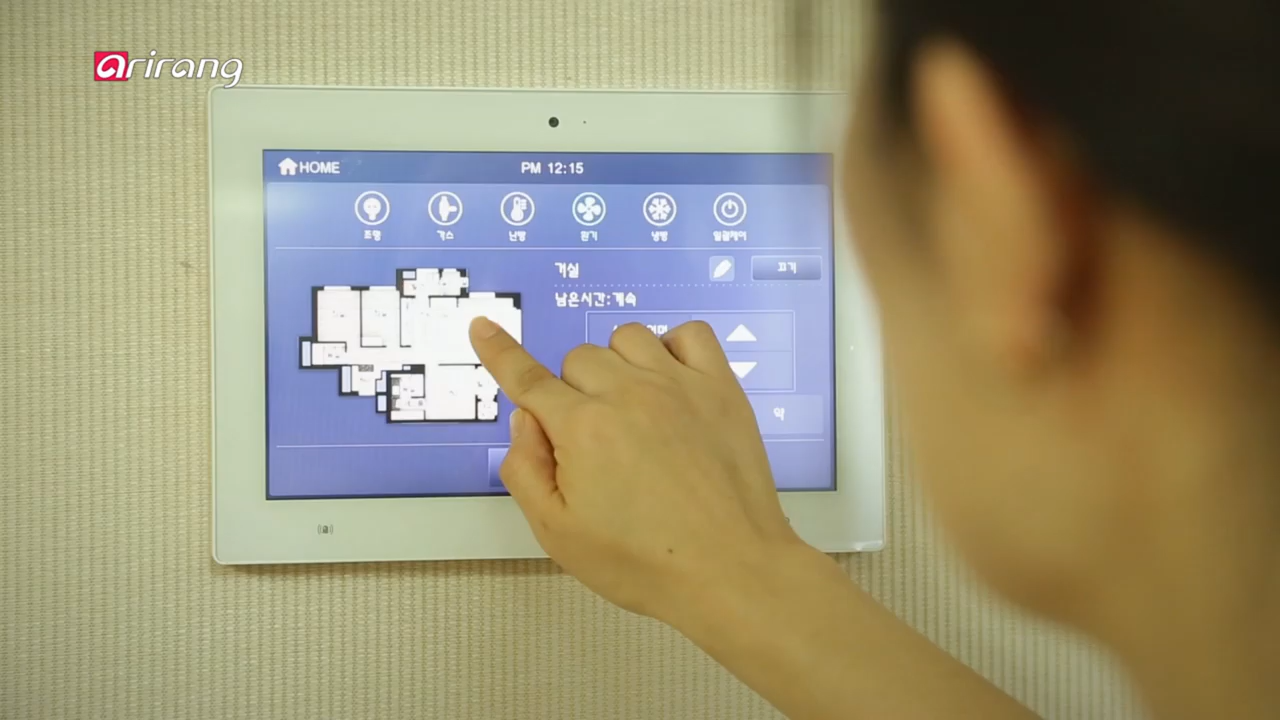 arirang
HOME
PM 12:15
조명
가스
난방
환기
냉방
일괄제어
거실
끄기
남은시간:계속
약